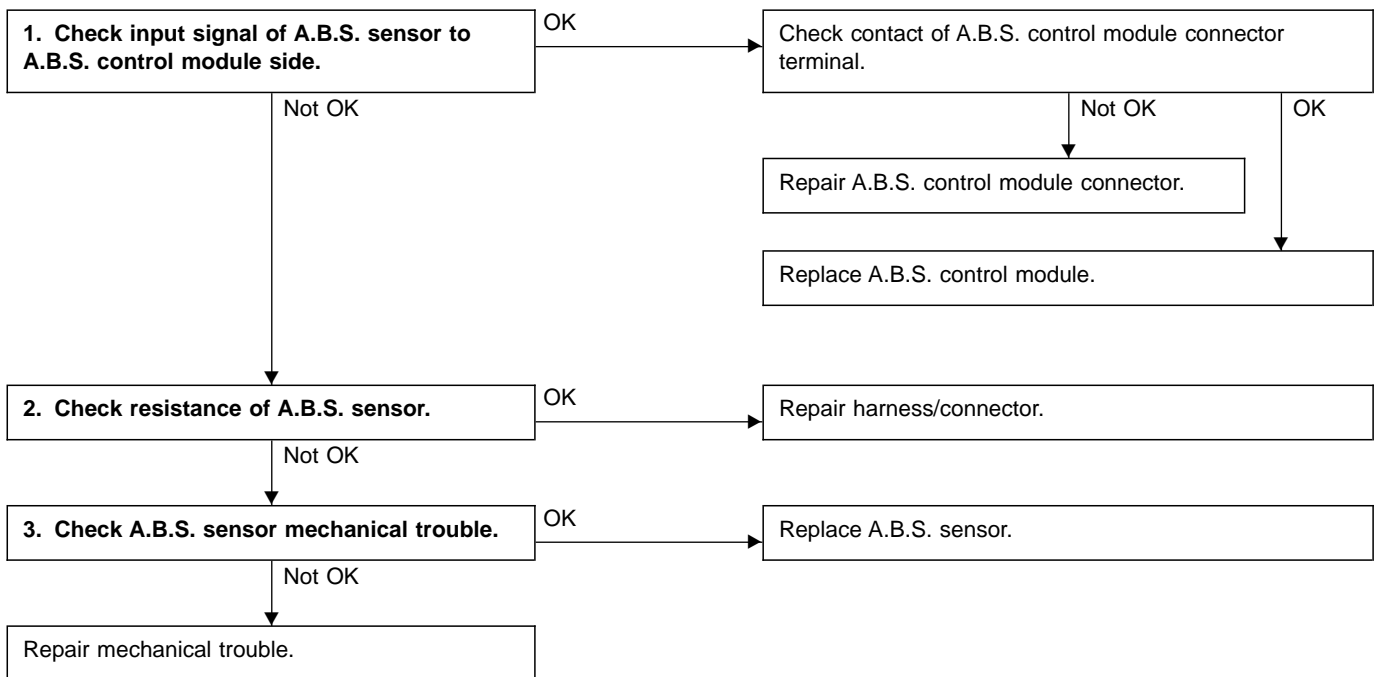 1. Check input signal of A.B.S. sensor to
A.B.S. control module side.
OK
Check contact of A.B.S. control module connector
terminal.
Not OK
Not OK
OK
Repair A.B.S. control module connector.
Replace A.B.S. control module.
2. Check resistance of A.B.S. sensor.
OK
Repair harness/connector.
Not OK
3. Check A.B.S. sensor mechanical trouble.
OK
Replace A.B.S. sensor.
Not OK
Repair mechanical trouble.